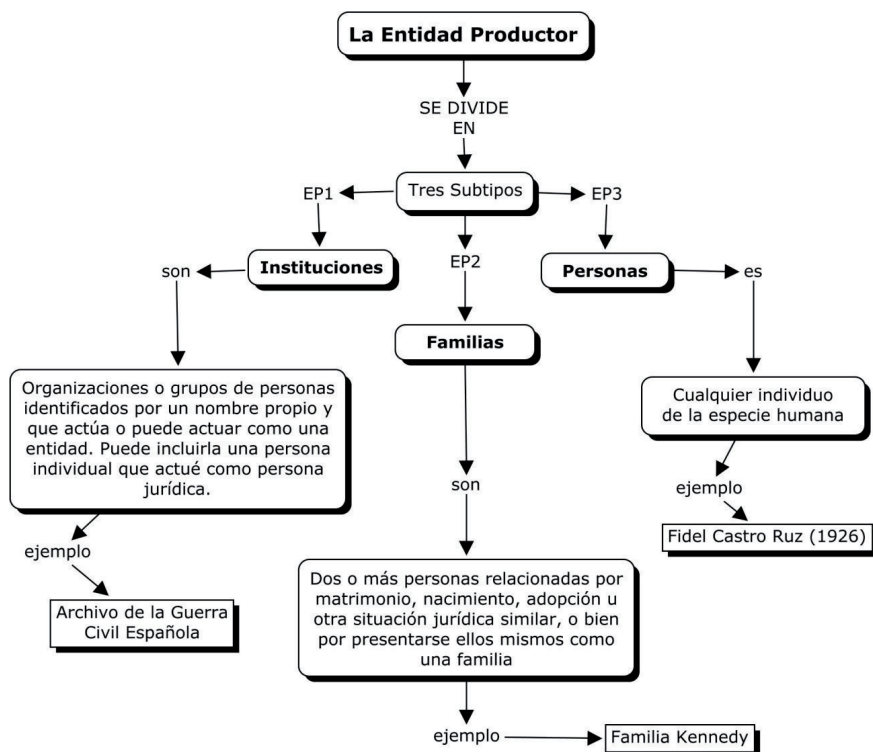 La Entidad Productor
SE DIVIDE
EN
Tres Subtipos
EP1
EP3
EP2
Instituciones
Personas
Familias
son
es
Organizaciones o grupos de personas
identificados por un nombre propio y
que actúa o puede actuar como una
entidad. Puede incluirla una persona
individual que actué como persona
jurídica.
Cualquier individuo
de la especie humana
son
ejemplo
ejemplo
Fidel Castro Ruz (1926)
Archivo de la Guerra
Civil Española
Dos o más personas relacionadas por
matrimonio, nacimiento, adopción u
otra situación jurídica similar, o bien
por presentarse ellos mismos como
una familia
ejemplo
Familia Kennedy